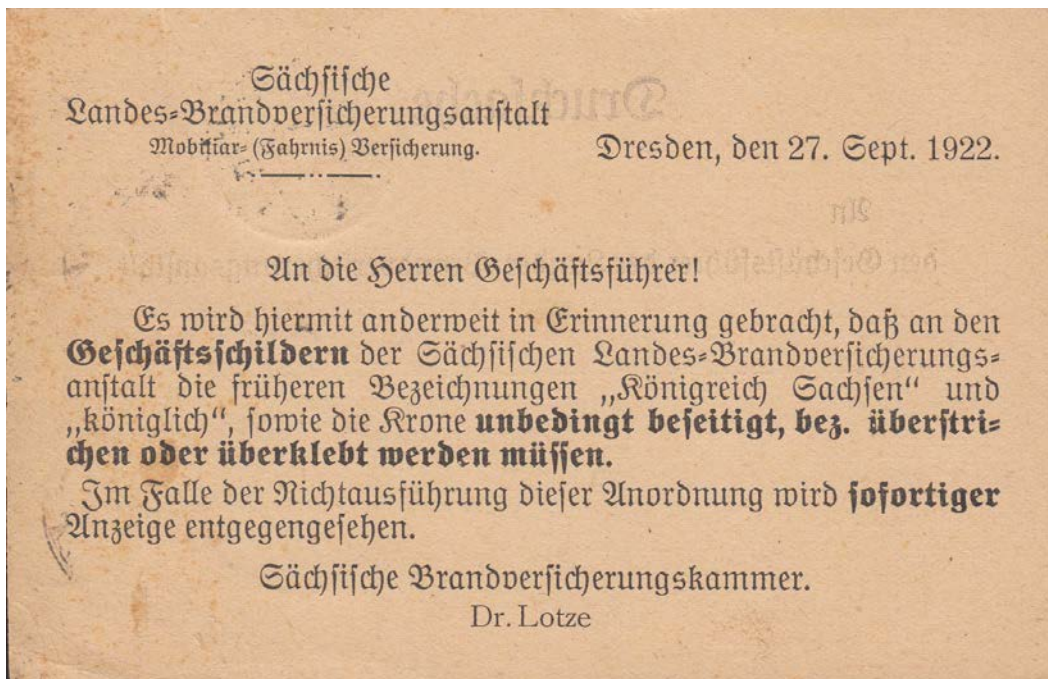 Sächsische
Landes-Brandversicherungsanstalt
Mobiliar- (Fahrnis) Versicherung.
Dresden, den 27. Sept. 1922.
An die Herren Geschäftsführer!
Es wird hiermit anderweit in Erinnerung gebracht, daß an den
Geschäftsschildern der Sächsischen Landes-Brandversicherungs-
anstalt die früheren Bezeichnungen „Königreich Sachsen“ und
„königlich“, sowie die Krone unbedingt beseitigt, bez. überstri-
chen oder überklebt werden müssen.
Im Falle der Nichtausführung dieser Anordnung wird sofortiger
Anzeige entgegengesehen.
Sächsische Brandversicherungskammer.
Dr. Lotze